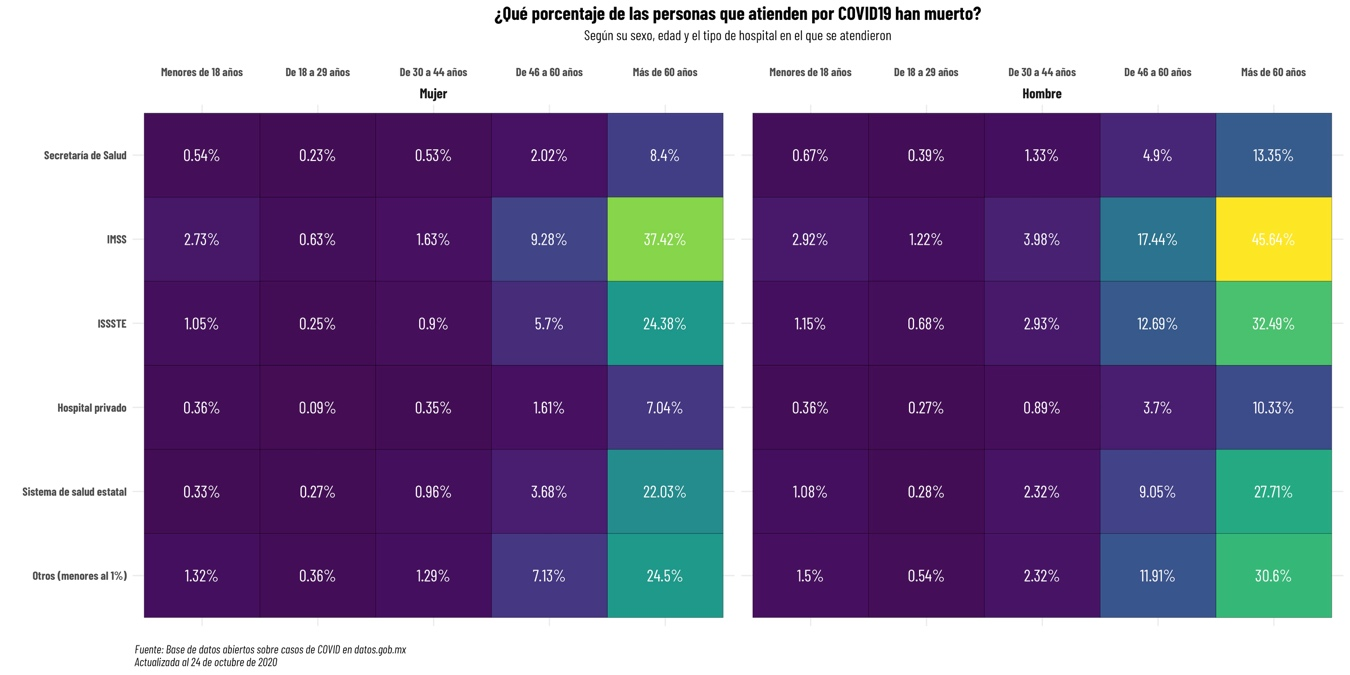 ¿Qué porcentaje de las personas que atienden por COVID19 han muerto?
Según su sexo, edad y el tipo de hospital en el que se atendieron
Menores de 18 años De 18 a 29 años De 30 a 44 años De 46 a 60 años Más de 60 años Menores de 18 años De 18 a 29 años De 30 a 44 años De 46 a 60 años Más de 60 años
Mujer Hombre
Secretaría de Salud 0.54% 0.23% 0.53% 2.02% 8.4% 0.67% 0.39% 1.33% 4.9% 13.35%
IMSS 2.73% 0.63% 1.63% 9.28% 37.42% 2.92% 1.22% 3.98% 17.44% 45.64%
ISSSTE 1.05% 0.25% 0.9% 5.7% 24.38% 1.15% 0.68% 2.93% 12.69% 32.49%
Hospital privado 0.36% 0.09% 0.35% 1.61% 7.04% 0.36% 0.27% 0.89% 3.7% 10.33%
Sistema de salud estatal 0.33% 0.27% 0.96% 3.68% 22.03% 1.08% 0.28% 2.32% 9.05% 27.71%
Otros (menores al 1%) 1.32% 0.36% 1.29% 7.13% 24.5% 1.5% 0.54% 2.32% 11.91% 30.6%
Fuente: Base de datos abiertos sobre casos de COVID en datos.gob.mx
Actualizada al 24 de octubre de 2020